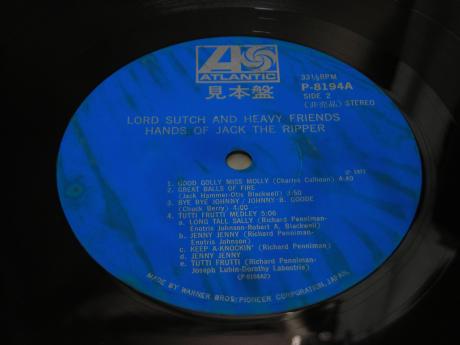 ATLANTIC
見本盤
33⅓RPM
P-8194A
SIDE 2
(非売品) STEREO
LORD SUTCH AND HEAVY FRIENDS
HANDS OF JACK THE RIPPER
℗ 1972
1. GOOD GOLLY MISS MOLLY (Charles Calhoun) 4:40
2. GREAT BALLS OF FIRE
(Jack Hammer-Otis Blackwell) 3:50
3. BYE BYE JOHNNY/JOHNNY B. GOODE
(Chuck Berry) 4:00
4. TUTTI FRUTTI MEDLEY 5:06
a. LONG TALL SALLY (Richard Penniman-
Enotris Johnson-Robert A. Blackwell)
b. JENNY JENNY (Richard Penniman-
Enotris Johnson)
c. KEEP A-KNOCKIN' (Richard Penniman)
d. JENNY JENNY
e. TUTTI FRUTTI (Richard Penniman-
Joseph Lubin-Dorothy Labostrie)
(P-8194A2)
MADE BY WARNER BROS/PIONEER CORPORATION, JAPAN.